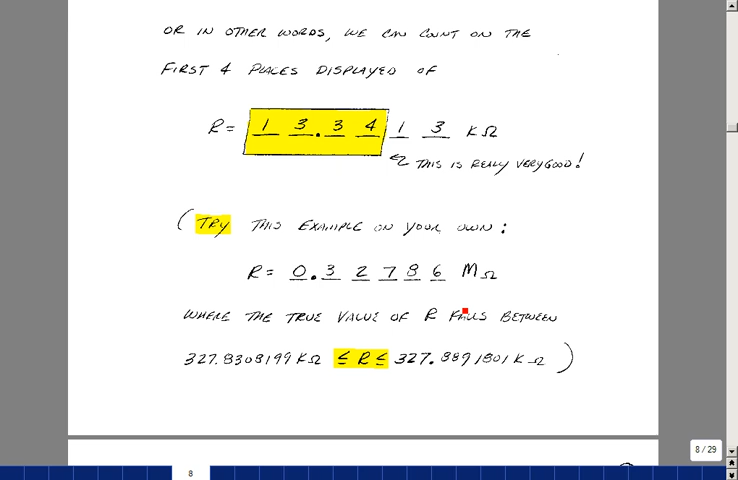 OR IN OTHER WORDS, WE CAN COUNT ON THE
FIRST 4 PLACES DISPLAYED OF
R = 1 3.3 4 1 3 KΩ
THIS IS REALLY VERY GOOD!
(TRY THIS EXAMPLE ON YOUR OWN:
R = 0.3 2 7 8 6 MΩ
WHERE THE TRUE VALUE OF R FALLS BETWEEN
327.8308199 KΩ ≤ R ≤ 327.8891801 KΩ)
8 / 29
8